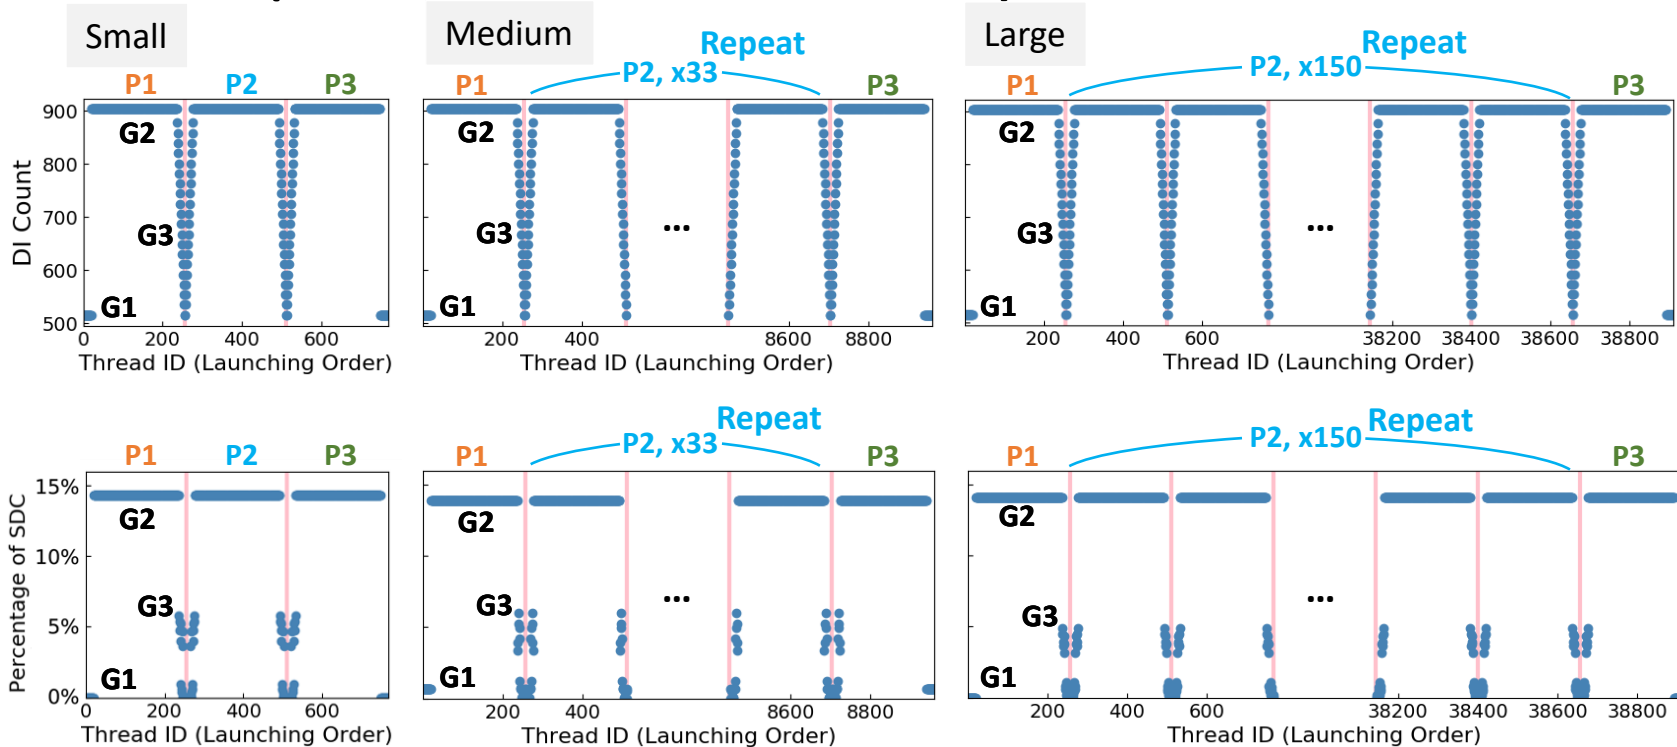 Small
Medium
Large
Repeat
Repeat
P1
P2
P3
P1
P2, x33
P3
P1
P2, x150
P3
900
800
700
600
500
DI Count
G2
G3
G1
G2
G3
G1
G2
G3
G1
...
...
0
200
400
600
200
400
8600
8800
200
400
600
38200
38400
38600
38800
Thread ID (Launching Order)
Thread ID (Launching Order)
Thread ID (Launching Order)
Repeat
Repeat
P1
P2
P3
P1
P2, x33
P3
P1
P2, x150
P3
15%
10%
5%
0%
Percentage of SDC
G2
G3
G1
G2
G3
G1
G2
G3
G1
...
...
0
200
400
600
200
400
8600
8800
200
400
600
38200
38400
38600
38800
Thread ID (Launching Order)
Thread ID (Launching Order)
Thread ID (Launching Order)